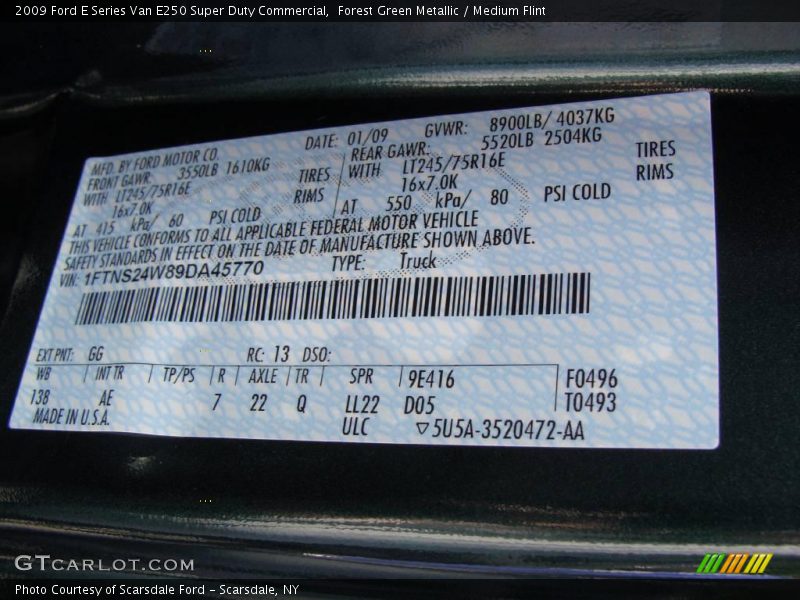 2009 Ford E Series Van E250 Super Duty Commercial,  Forest Green Metallic / Medium Flint
MFD. BY FORD MOTOR CO. DATE: 01/09 GVWR: 8900LB/ 4037KG
FRONT GAWR: 3550LB 1610KG REAR GAWR: 5520LB 2504KG
WITH LT245/75R16E TIRES WITH LT245/75R16E TIRES
16x7.0K RIMS 16x7.0K RIMS
AT 415 kPa/ 60 PSI COLD AT 550 kPa/ 80 PSI COLD
THIS VEHICLE CONFORMS TO ALL APPLICABLE FEDERAL MOTOR VEHICLE
SAFETY STANDARDS IN EFFECT ON THE DATE OF MANUFACTURE SHOWN ABOVE.
VIN: 1FTNS24W89DA45770 TYPE: Truck
EXT PNT: GG RC: 13 DSO:
WB INT TR TP/PS R AXLE TR SPR 9E416 F0496
138 AE 7 22 Q LL22 D05 T0493
MADE IN U.S.A. ULC ▽5U5A-3520472-AA
GTCARLOT.COM
Photo Courtesy of Scarsdale Ford – Scarsdale, NY